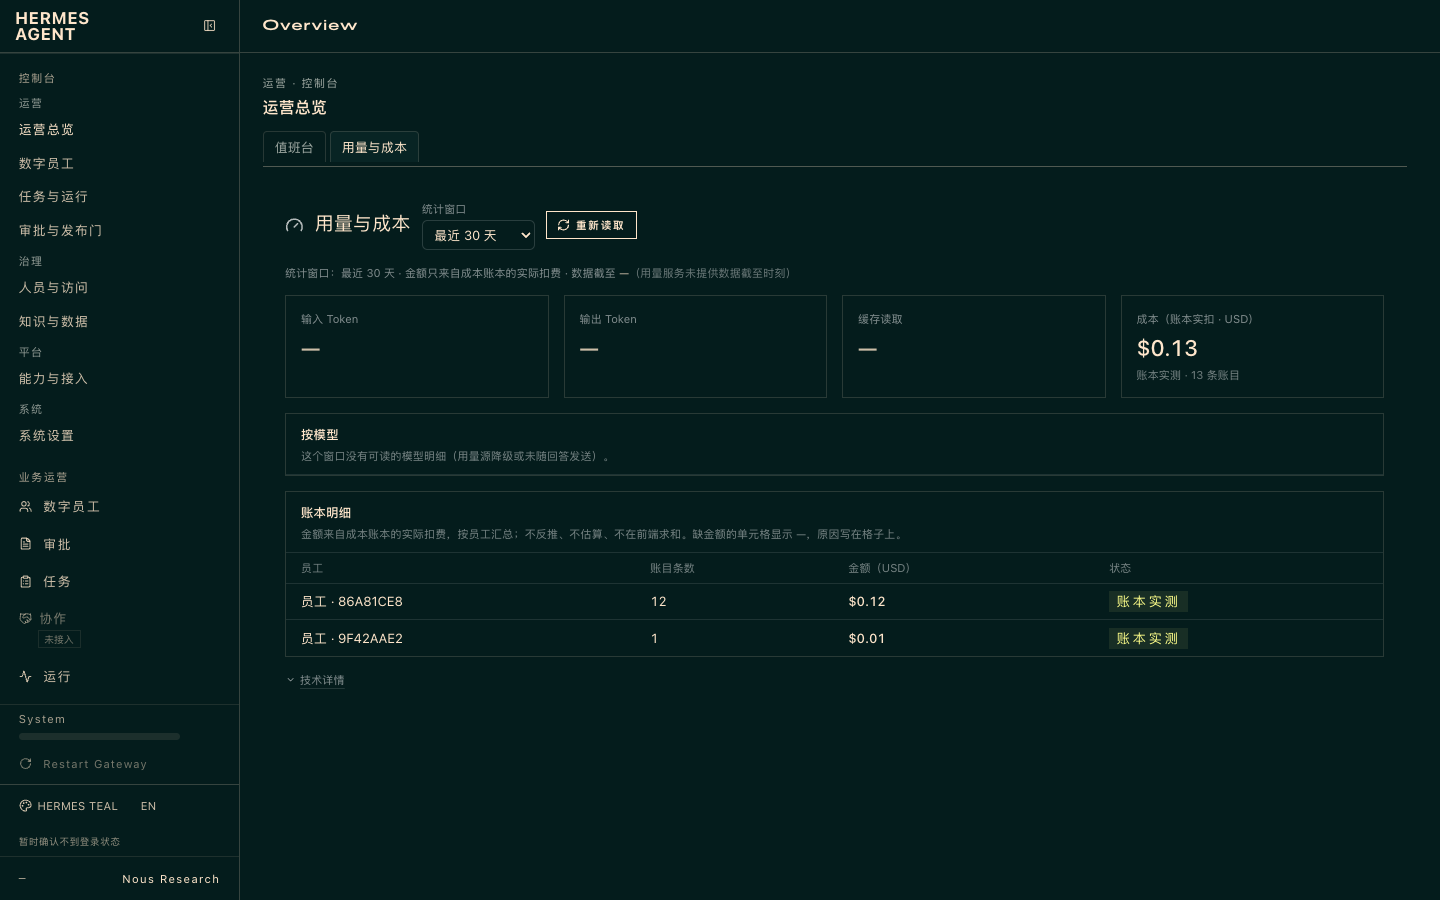 HERMES
AGENT
Overview
控制台
运营
运营总览
数字员工
任务与运行
审批与发布门
治理
人员与访问
知识与数据
平台
能力与接入
系统
系统设置
业务运营
数字员工
审批
任务
协作
未接入
运行
System
Restart Gateway
HERMES TEAL EN
暂时确认不到登录状态
— Nous Research
运营 · 控制台
运营总览
值班台 用量与成本
用量与成本
统计窗口
最近 30 天
重新读取
统计窗口：最近 30 天 · 金额只来自成本账本的实际扣费 · 数据截至 —（用量服务未提供数据截至时刻）
输入 Token
—
输出 Token
—
缓存读取
—
成本（账本实扣 · USD）
$0.13
账本实测 · 13 条账目
按模型
这个窗口没有可读的模型明细（用量源降级或未随回答发送）。
账本明细
金额来自成本账本的实际扣费，按员工汇总；不反推、不估算、不在前端求和。缺金额的单元格显示 —，原因写在格子上。
员工 账目条数 金额（USD） 状态
员工 · 86A81CE8 12 $0.12 账本实测
员工 · 9F42AAE2 1 $0.01 账本实测
技术详情